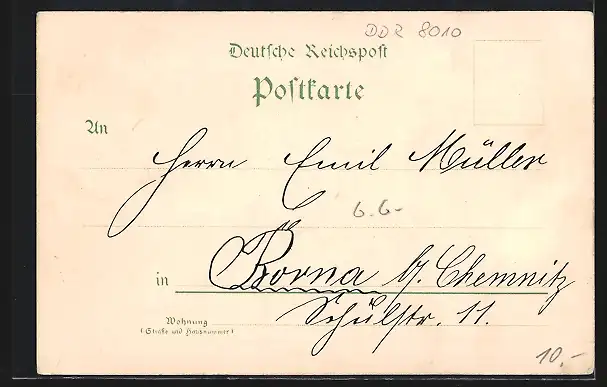 DDR 8010
Deutsche Reichspost
Postkarte
An
Herrn Emil Müller
6.6-
in Borna b/. Chemnitz
Schulstr. 11.
Wohnung
(Straße und Hausnummer)
10.-